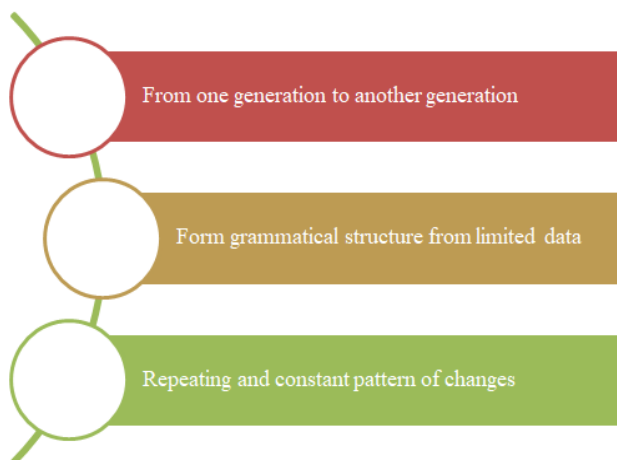 From one generation to another generation
Form grammatical structure from limited data
Repeating and constant pattern of changes